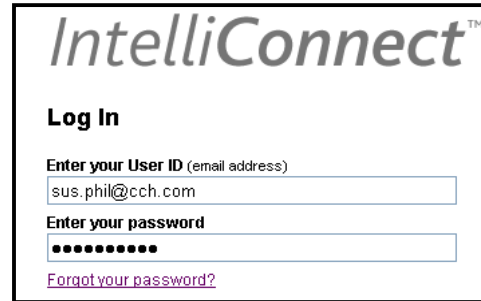 IntelliConnect™
Log In
Enter your User ID (email address)
sus.phil@cch.com
Enter your password
●●●●●●●●●●
Forgot your password?